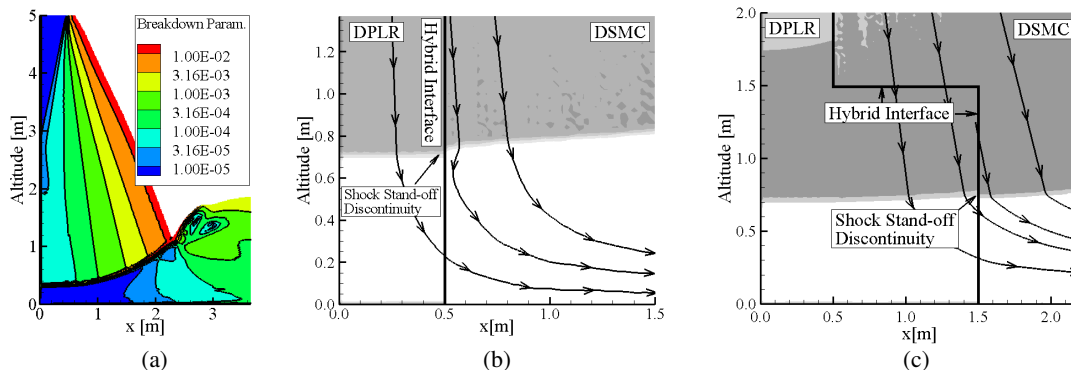 Breakdown Param.
1.00E-02
3.16E-03
1.00E-03
3.16E-04
1.00E-04
3.16E-05
1.00E-05
Altitude [m]
5
4
3
2
1
0
0
1
2
3
x [m]
(a)
DPLR
Hybrid Interface
DSMC
Shock Stand-off
Discontinuity
Altitude [m]
1.2
1.0
0.8
0.6
0.4
0.2
0.0
0.0
0.5
1.0
1.5
x[m]
(b)
DPLR
DSMC
Hybrid Interface
Shock Stand-off
Discontinuity
Altitude [m]
2.0
1.5
1.0
0.5
0.0
0.0
0.5
1.0
1.5
2.0
x[m]
(c)